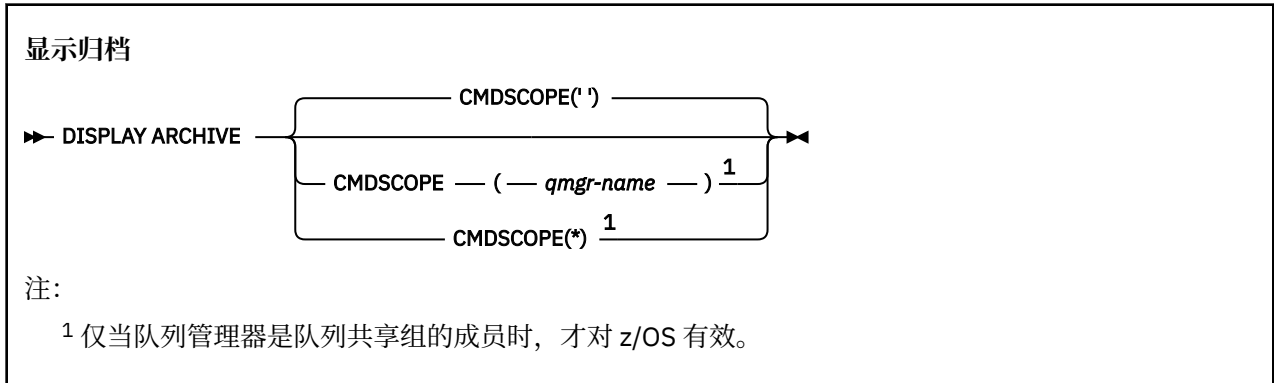 显示归档
CMDSCOPE(' ')
DISPLAY ARCHIVE
CMDSCOPE ( qmgr-name ) 1
CMDSCOPE(*) 1
注：
1 仅当队列管理器是队列共享组的成员时，才对 z/OS 有效。